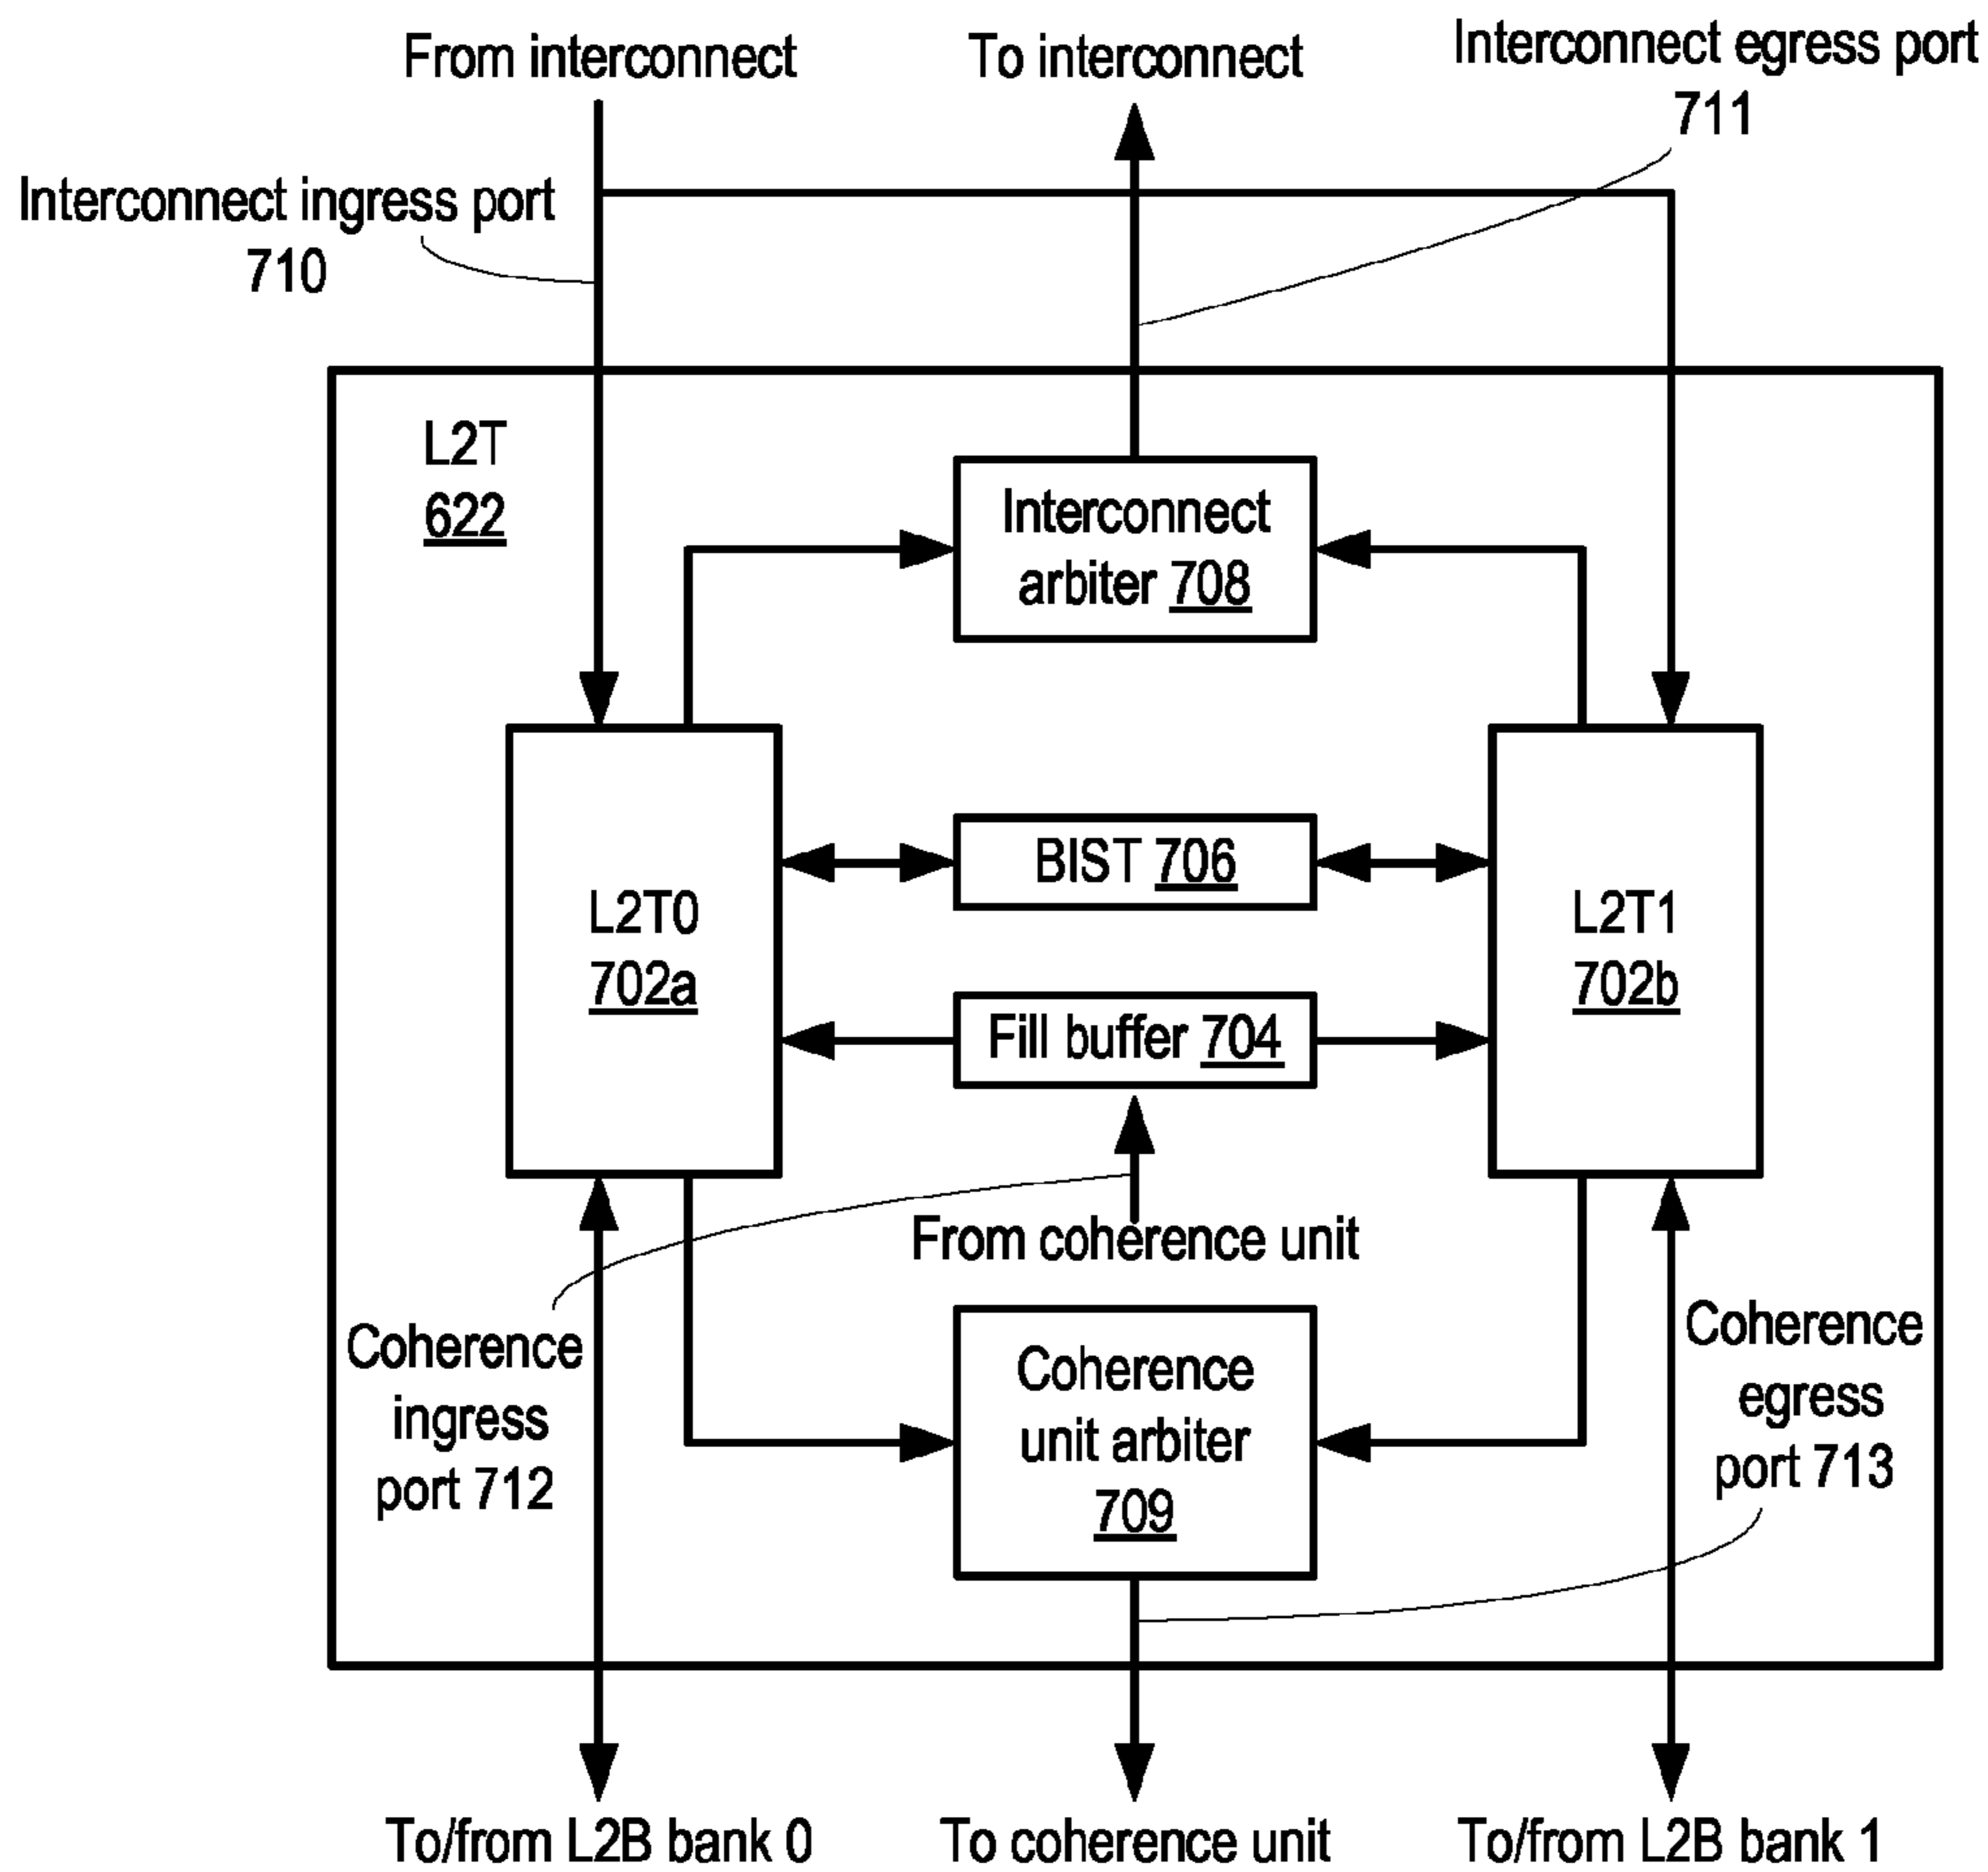 From interconnect
To interconnect
Interconnect egress port
711
Interconnect ingress port
710
L2T
622
Interconnect
arbiter 708
BIST 706
L2T0
702a
L2T1
702b
Fill buffer 704
From coherence unit
Coherence
ingress
port 712
Coherence
unit arbiter
709
Coherence
egress
port 713
To/from L2B bank 0
To coherence unit
To/from L2B bank 1